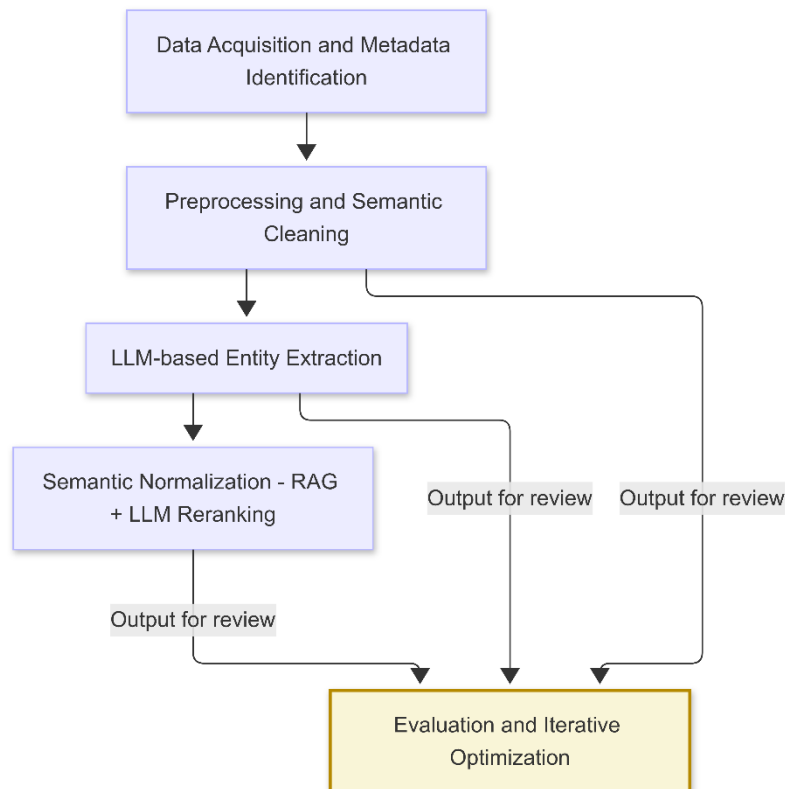 Data Acquisition and Metadata
Identification
Preprocessing and Semantic
Cleaning
LLM-based Entity Extraction
Semantic Normalization - RAG
+ LLM Reranking
Output for review
Output for review
Output for review
Evaluation and Iterative
Optimization